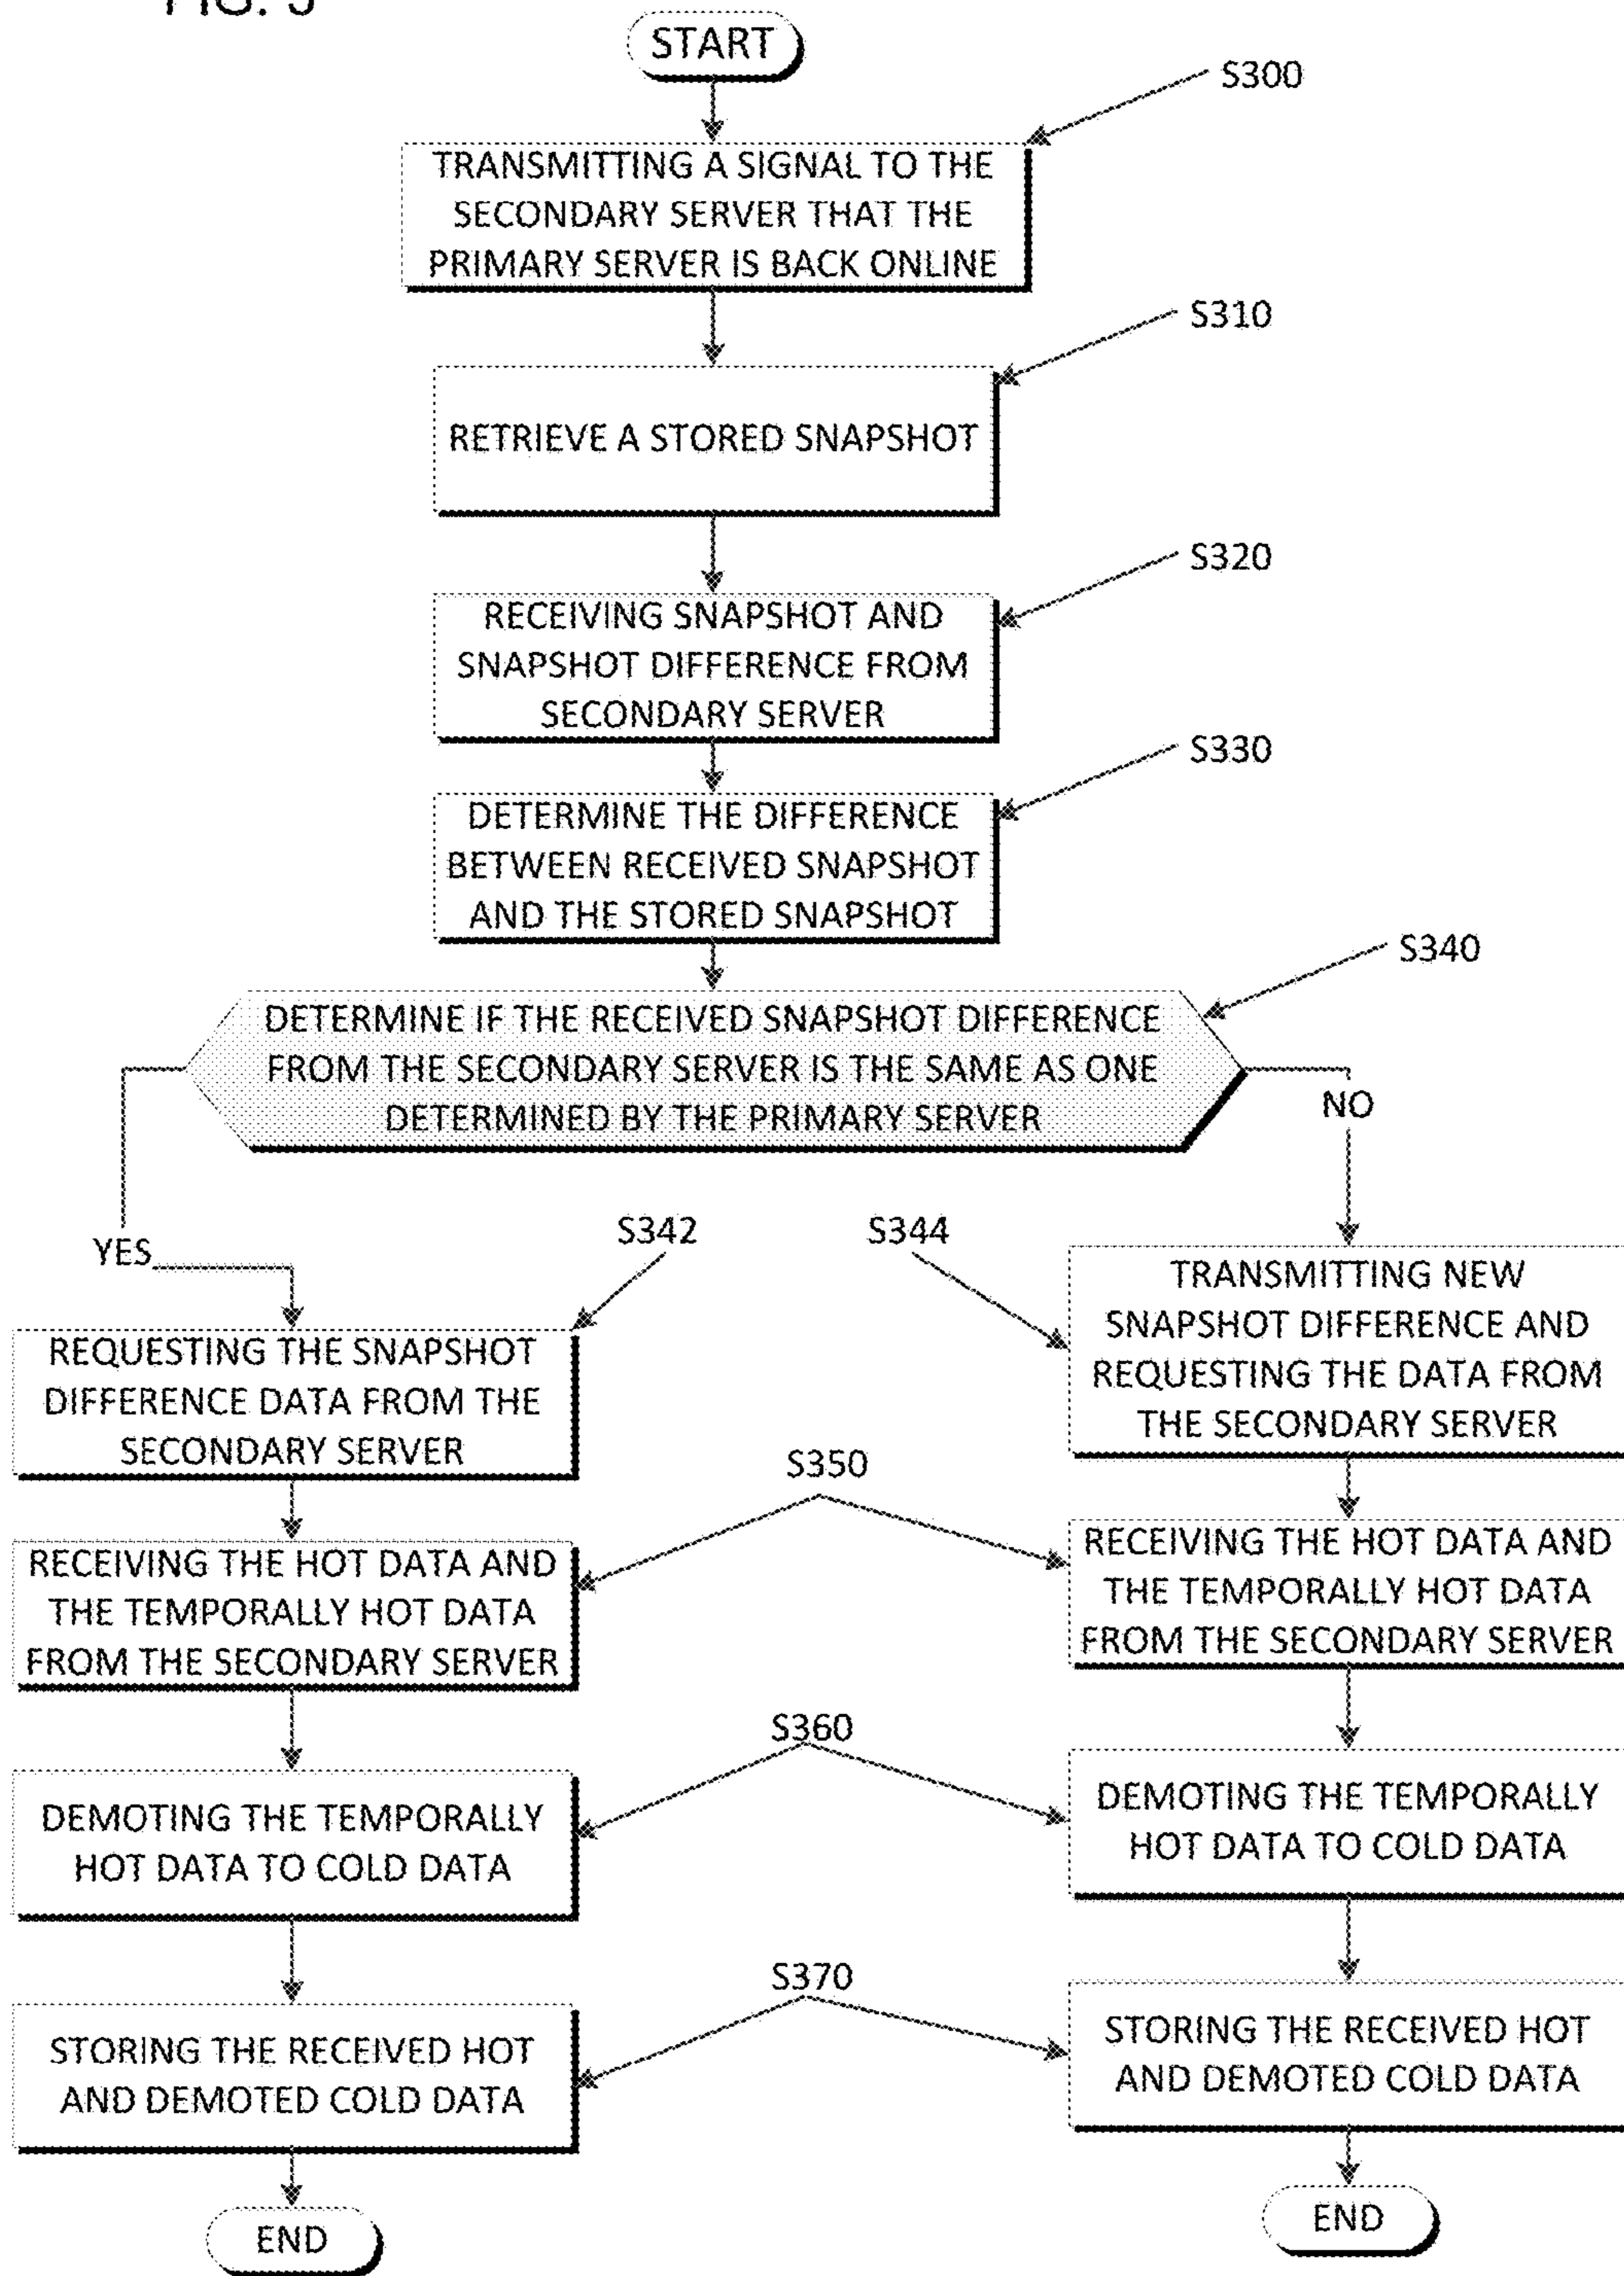 START
S300
TRANSMITTING A SIGNAL TO THE
SECONDARY SERVER THAT THE
PRIMARY SERVER IS BACK ONLINE
S310
RETRIEVE A STORED SNAPSHOT
S320
RECEIVING SNAPSHOT AND
SNAPSHOT DIFFERENCE FROM
SECONDARY SERVER
S330
DETERMINE THE DIFFERENCE
BETWEEN RECEIVED SNAPSHOT
AND THE STORED SNAPSHOT
S340
DETERMINE IF THE RECEIVED SNAPSHOT DIFFERENCE
FROM THE SECONDARY SERVER IS THE SAME AS ONE
DETERMINED BY THE PRIMARY SERVER
NO
YES
S342
S344
REQUESTING THE SNAPSHOT
DIFFERENCE DATA FROM THE
SECONDARY SERVER
TRANSMITTING NEW
SNAPSHOT DIFFERENCE AND
REQUESTING THE DATA FROM
THE SECONDARY SERVER
S350
RECEIVING THE HOT DATA AND
THE TEMPORALLY HOT DATA
FROM THE SECONDARY SERVER
RECEIVING THE HOT DATA AND
THE TEMPORALLY HOT DATA
FROM THE SECONDARY SERVER
S360
DEMOTING THE TEMPORALLY
HOT DATA TO COLD DATA
DEMOTING THE TEMPORALLY
HOT DATA TO COLD DATA
S370
STORING THE RECEIVED HOT
AND DEMOTED COLD DATA
STORING THE RECEIVED HOT
AND DEMOTED COLD DATA
END
END